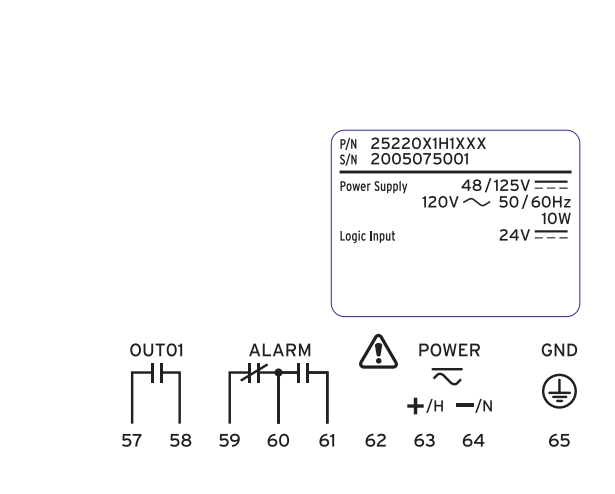 P/N 25220X1H1XXX
S/N 2005075001
Power Supply 48/125V
120V 50/60Hz
10W
Logic Input 24V
OUT01 ALARM POWER GND
+/H −/N
57 58 59 60 61 62 63 64 65